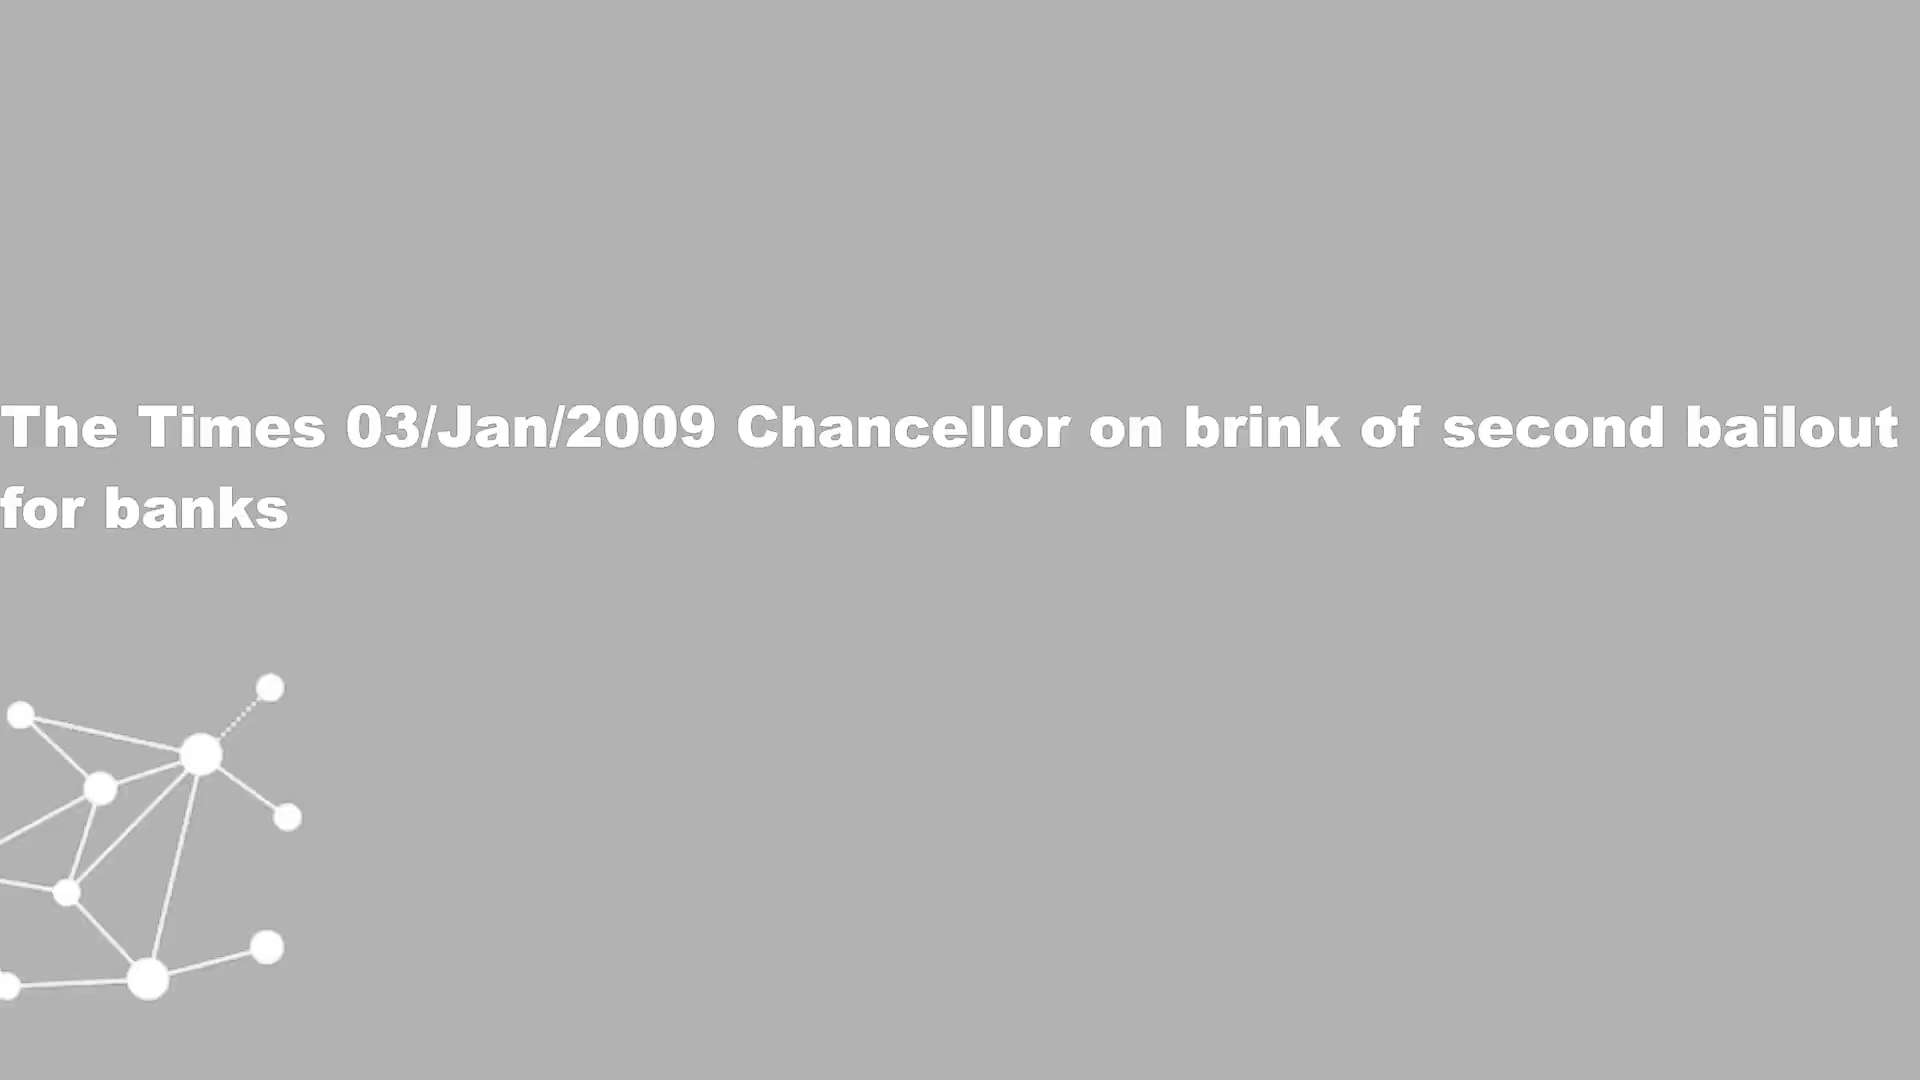 The Times 03/Jan/2009 Chancellor on brink of second bailout
for banks